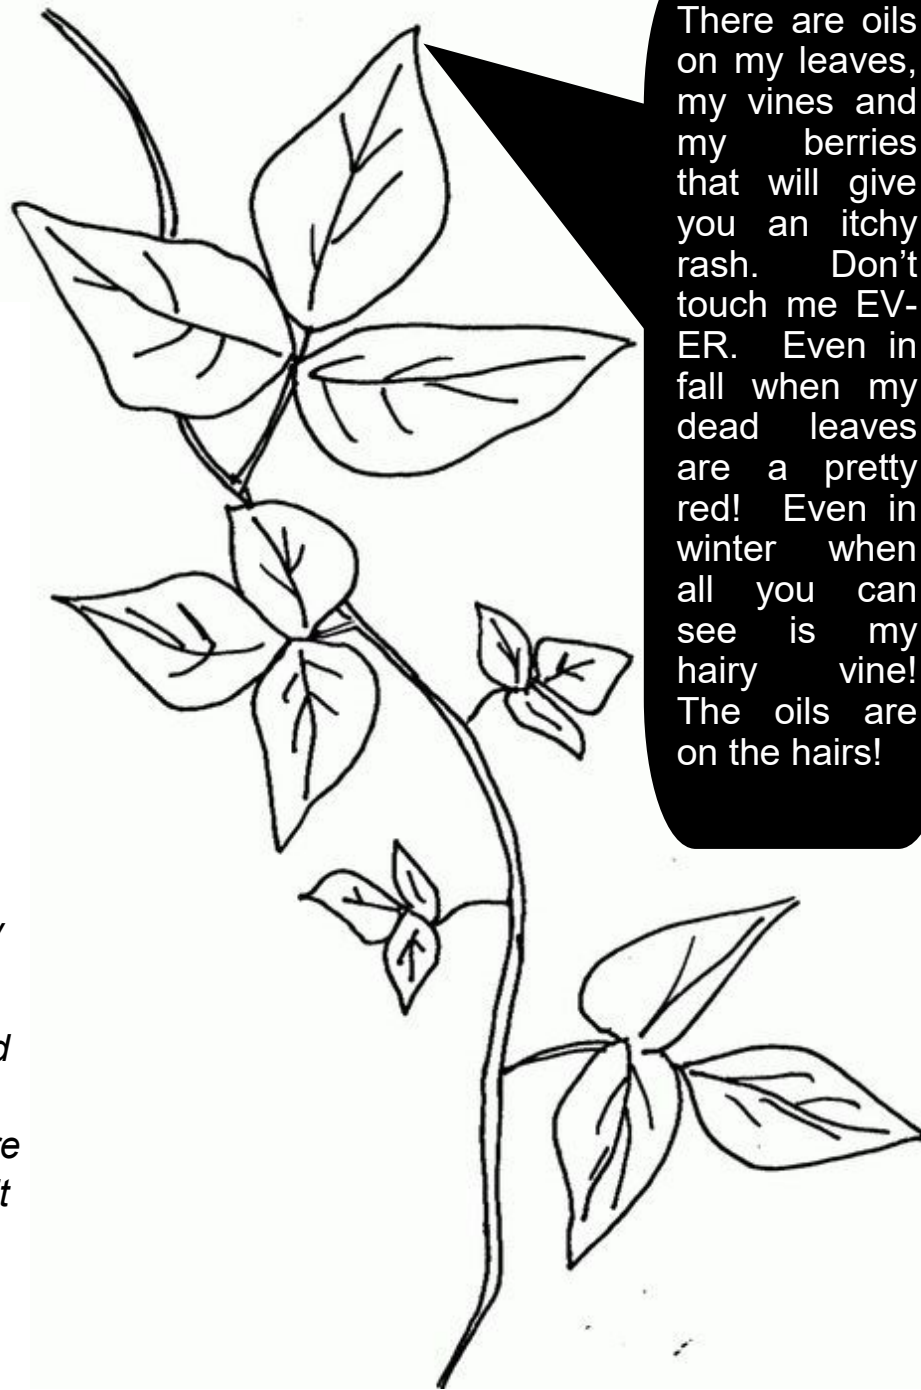 There are oils
on my leaves,
my vines and
my berries
that will give
you an itchy
rash. Don’t
touch me EV-
ER. Even in
fall when my
dead leaves
are a pretty
red! Even in
winter when
all you can
see is my
hairy vine!
The oils are
on the hairs!